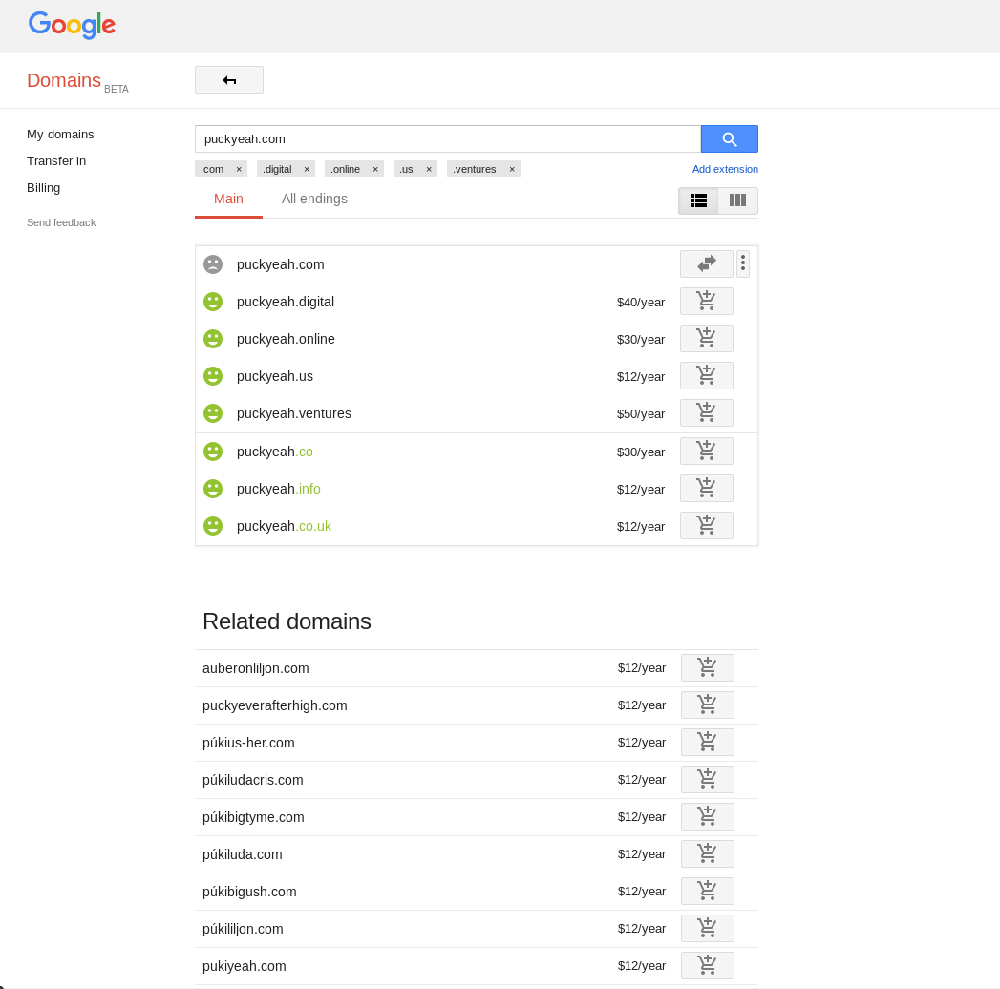 Google
Domains BETA
My domains
Transfer in
Billing
Send feedback
puckyeah.com
.com × .digital × .online × .us × .ventures × Add extension
Main All endings
puckyeah.com
puckyeah.digital $40/year
puckyeah.online $30/year
puckyeah.us $12/year
puckyeah.ventures $50/year
puckyeah.co $30/year
puckyeah.info $12/year
puckyeah.co.uk $12/year
Related domains
auberonliljon.com $12/year
puckyeverafterhigh.com $12/year
púkius-her.com $12/year
púkiludacris.com $12/year
púkibigtyme.com $12/year
púkiluda.com $12/year
púkibigush.com $12/year
púkililjon.com $12/year
pukiyeah.com $12/year